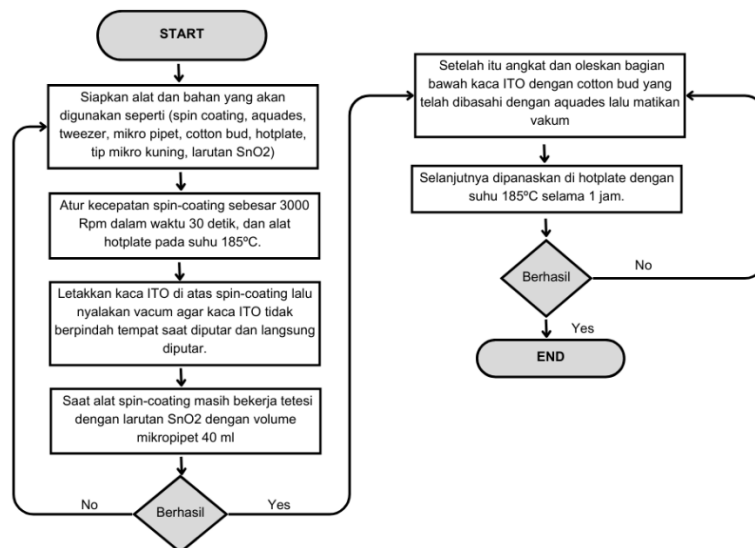 START
Siapkan alat dan bahan yang akan
digunakan seperti (spin coating, aquades,
tweezer, mikro pipet, cotton bud, hotplate,
tip mikro kuning, larutan SnO2)
Atur kecepatan spin-coating sebesar 3000
Rpm dalam waktu 30 detik, dan alat
hotplate pada suhu 185ºC.
Letakkan kaca ITO di atas spin-coating lalu
nyalakan vacum agar kaca ITO tidak
berpindah tempat saat diputar dan langsung
diputar.
Saat alat spin-coating masih bekerja tetesi
dengan larutan SnO2 dengan volume
mikropipet 40 ml
No
Berhasil
Yes
Setelah itu angkat dan oleskan bagian
bawah kaca ITO dengan cotton bud yang
telah dibasahi dengan aquades lalu matikan
vakum
Selanjutnya dipanaskan di hotplate dengan
suhu 185ºC selama 1 jam.
Berhasil
No
Yes
END